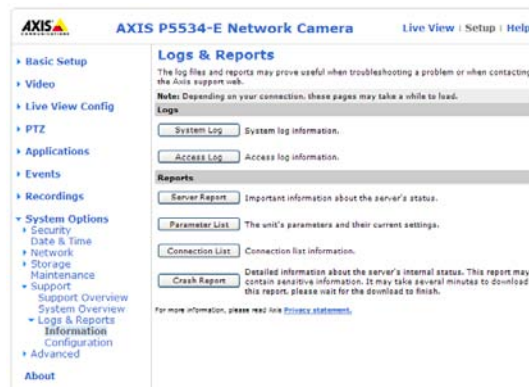 AXIS
COMMUNICATIONS
AXIS P5534-E Network Camera
Live View | Setup | Help
Basic Setup
Video
Live View Config
PTZ
Applications
Events
Recordings
System Options
Security
Date & Time
Network
Storage
Maintenance
Support
Support Overview
System Overview
Logs & Reports
Information
Configuration
Advanced
About
Logs & Reports
The log files and reports may prove useful when troubleshooting a problem or when contacting
the Axis support web.
Note: Depending on your connection, these pages may take a while to load.
Logs
System Log System log information.
Access Log Access log information.
Reports
Server Report Important information about the server's status.
Parameter List The unit's parameters and their current settings.
Connection List Connection list information.
Crash Report Detailed information about the server's internal status. This report may
contain sensitive information. It may take several minutes to download
this report, please wait for the download to finish.
For more information, please read Axis Privacy statement.